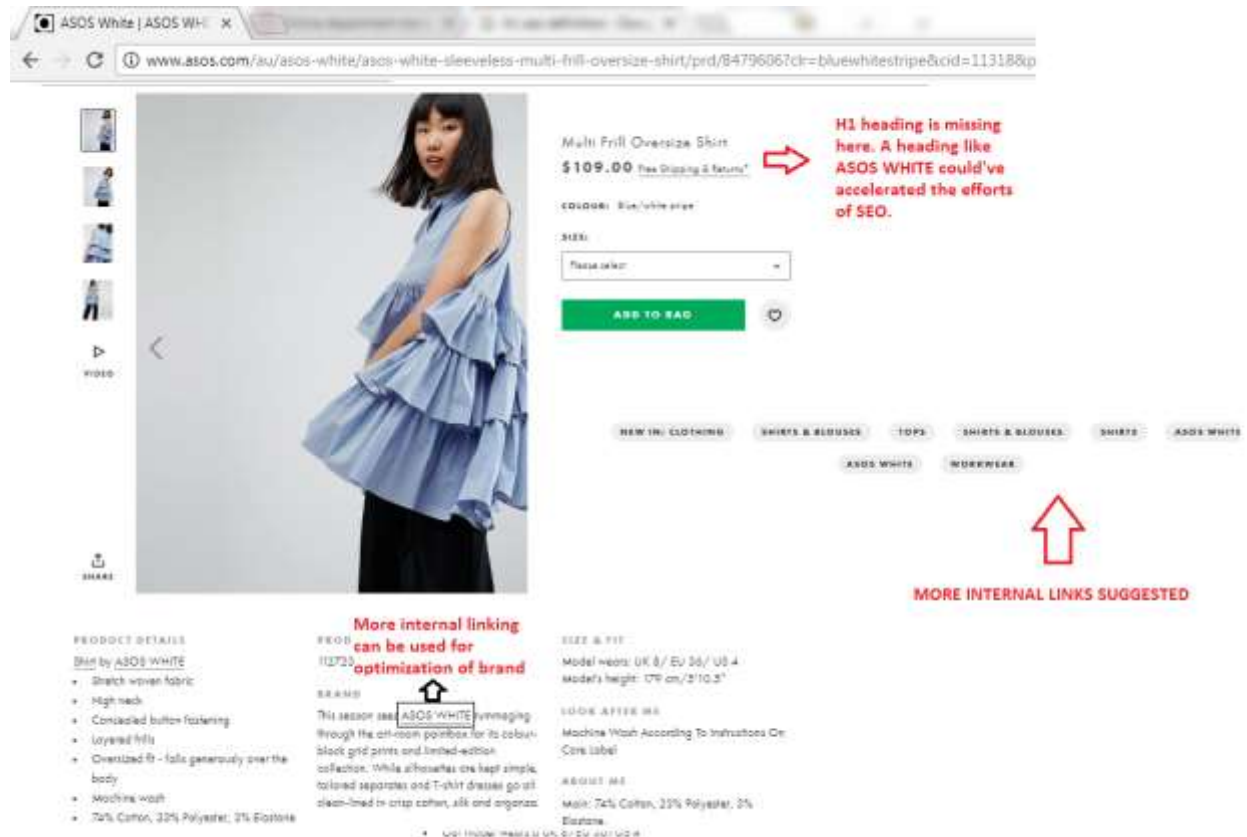 ASOS White | ASOS WHI
www.asos.com/au/asos-white/asos-white-sleeveless-multi-frill-oversize-shirt/prd/8479606?clr=bluewhitestripe&cid=11318&p
Multi Frill Oversize Shirt
$109.00 Free Shipping & Returns*
COLOUR: Blue/white stripe
SIZE:
Please select
ADD TO BAG
H1 heading is missing
here. A heading like
ASOS WHITE could've
accelerated the efforts
of SEO.
VIDEO
SHARE
NEW IN: CLOTHING SHIRTS & BLOUSES TOPS SHIRTS & BLOUSES SHIRTS ASOS WHITE
ASOS WHITE WORKWEAR
MORE INTERNAL LINKS SUGGESTED
PRODUCT DETAILS
Shirt by ASOS WHITE
• Stretch woven fabric
• High neck
• Concealed button fastening
• Layered frills
• Oversized fit - falls generously over the
body
• Machine wash
• 74% Cotton, 23% Polyester, 3% Elastane
More internal linking
can be used for
optimization of brand
PROD
112733
BRAND
This season sees ASOS WHITE rummaging
through the art-room paintbox for its colour-
block grid prints and limited-edition
collection. While silhouettes are kept simple,
tailored separates and T-shirt dresses go all
clean-lined in crisp cotton, silk and organza.
SIZE & FIT
Model wears: UK 8/ EU 36/ US 4
Model's height: 179 cm/5'10.5"
LOOK AFTER ME
Machine Wash According To Instructions On
Care Label
ABOUT ME
Main: 74% Cotton, 23% Polyester, 3%
Elastane.